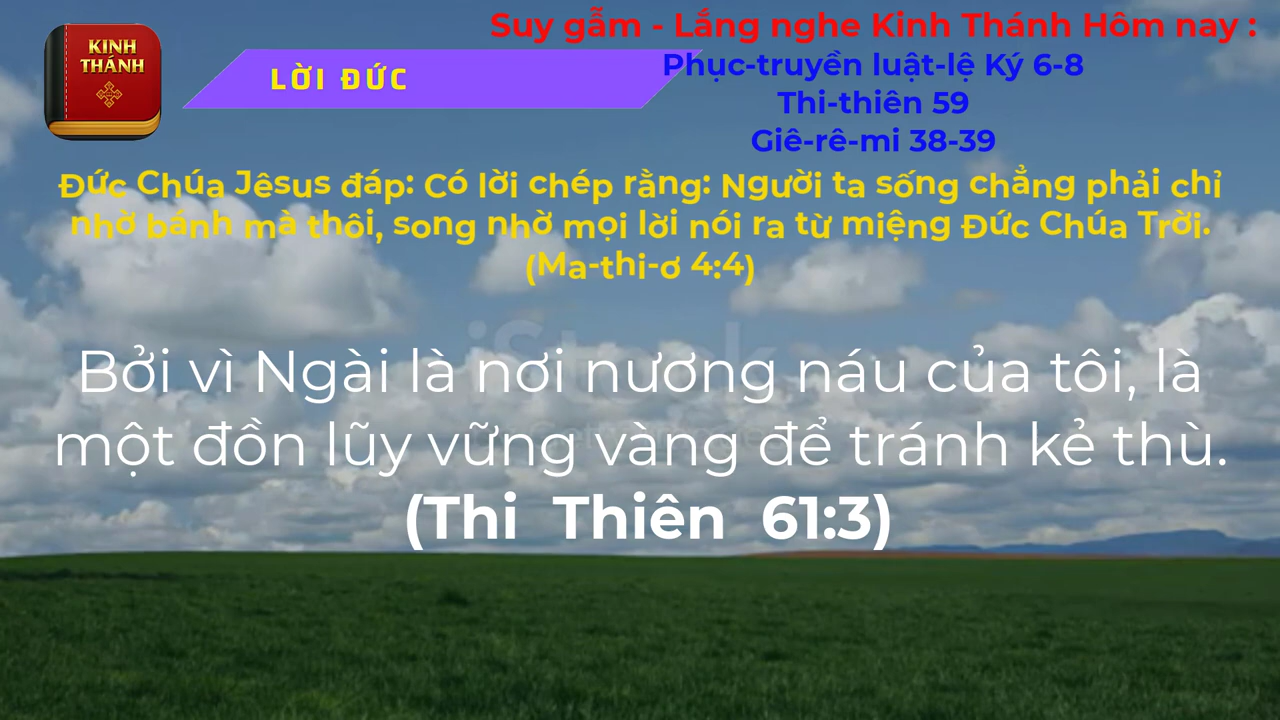 KINH
THÁNH
LỜI ĐỨC
Suy gẫm - Lắng nghe Kinh Thánh Hôm nay :
Phục-truyền luật-lệ Ký 6-8
Thi-thiên 59
Giê-rê-mi 38-39
Đức Chúa Jêsus đáp: Có lời chép rằng: Người ta sống chẳng phải chỉ
nhờ bánh mà thôi, song nhờ mọi lời nói ra từ miệng Đức Chúa Trời.
(Ma-thi-ơ 4:4)
iStock
Bởi vì Ngài là nơi nương náu của tôi, là
một đồn lũy vững vàng để tránh kẻ thù.
(Thi Thiên 61:3)